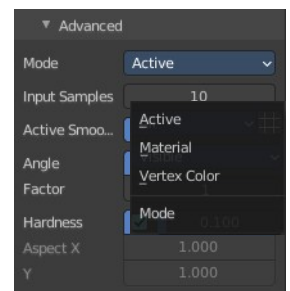 Advanced
Mode Active
Input Samples 10
Active Smoo...
Active
Material
Angle
Vertex Color
Factor
Mode
Hardness 0.100
Aspect X 1.000
Y 1.000